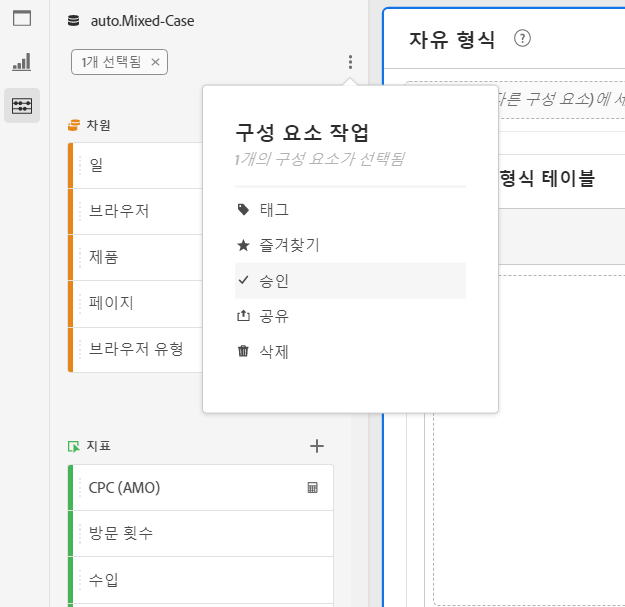 auto.Mixed-Case
1개 선택됨
자유 형식
다른 구성 요소)에 세
구성 요소 작업
1개의 구성 요소가 선택됨
차원
일
브라우저
제품
페이지
브라우저 유형
태그
즐겨찾기
승인
공유
삭제
형식 테이블
지표
CPC (AMO)
방문 횟수
수입